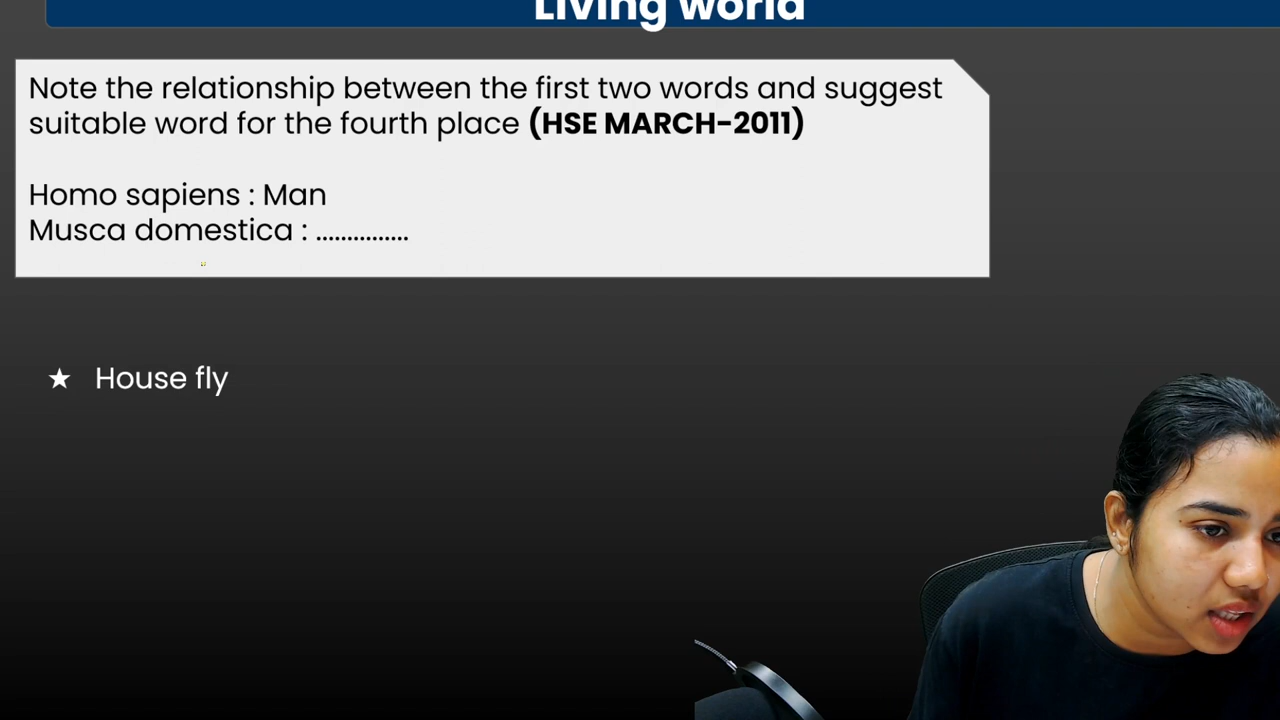 Living world
Note the relationship between the first two words and suggest
suitable word for the fourth place (HSE MARCH-2011)
Homo sapiens : Man
Musca domestica : ...............
★ House fly